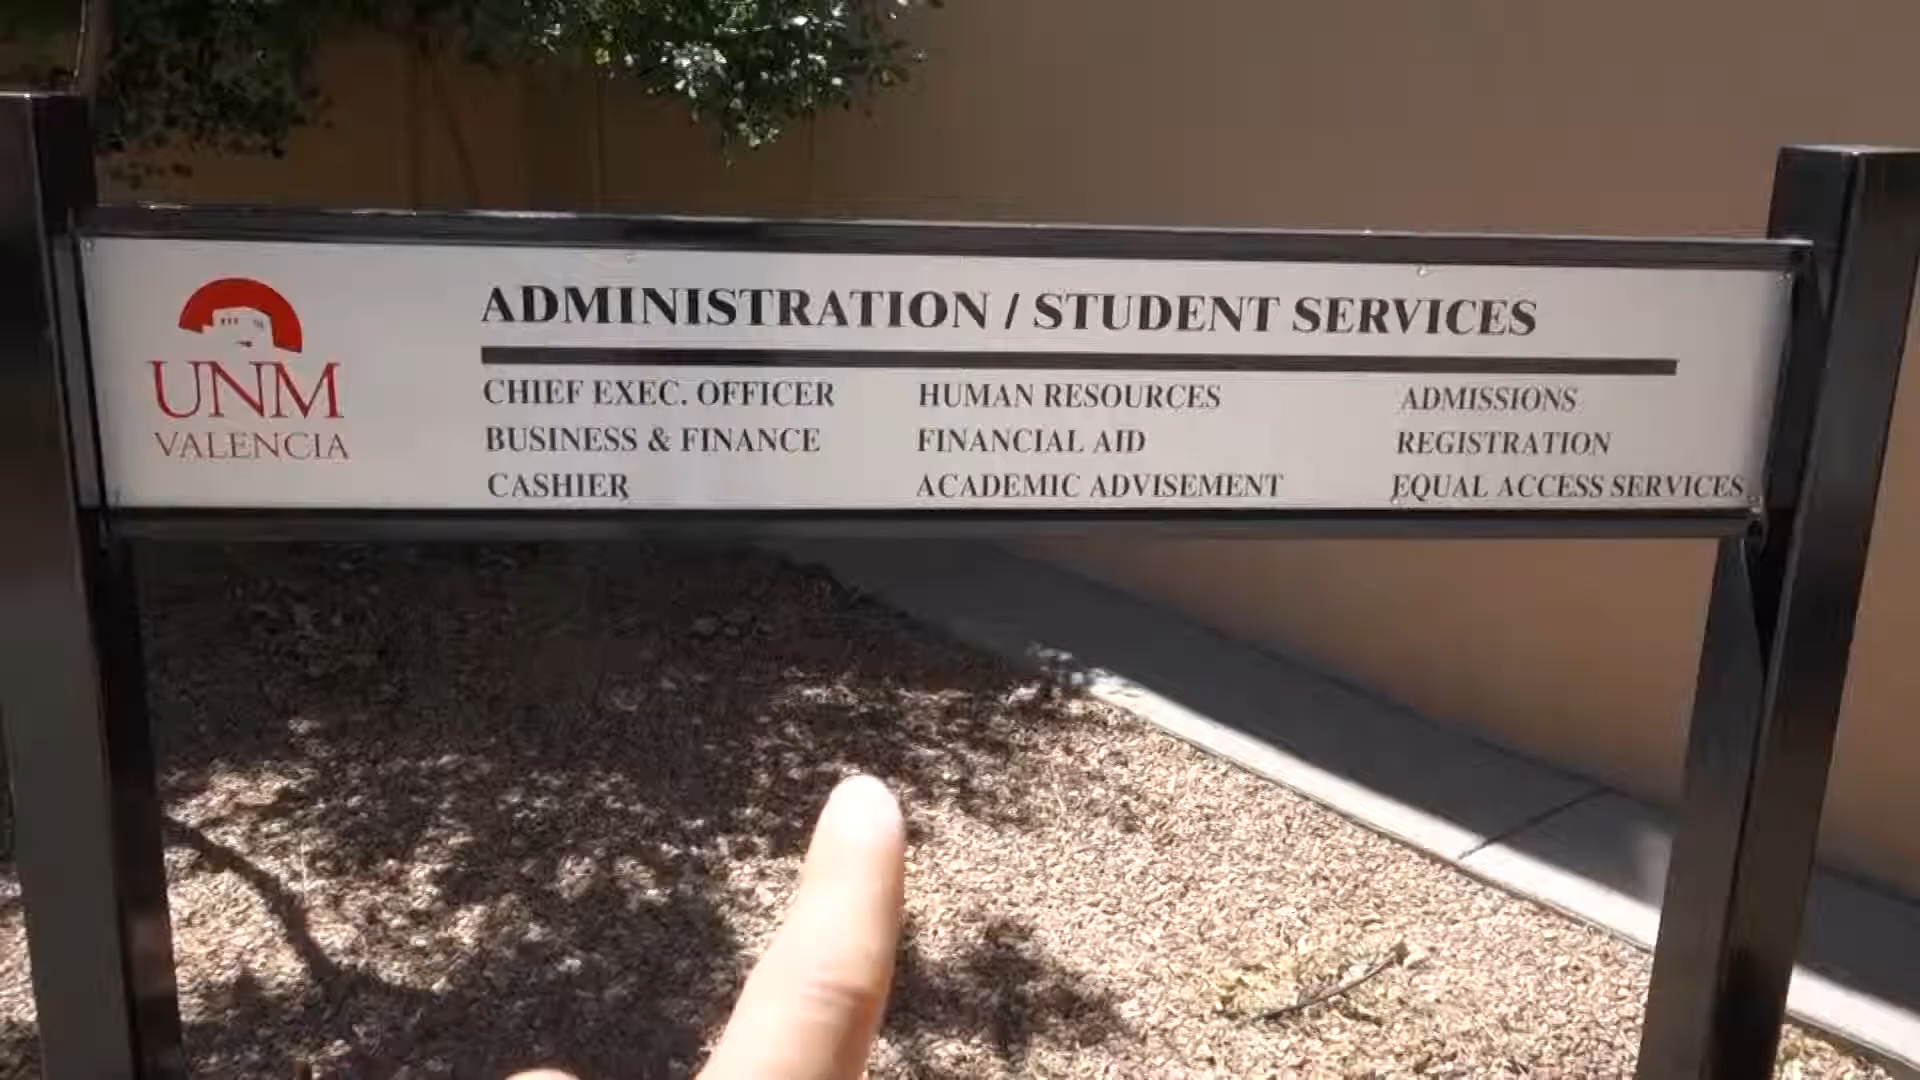 UNM
VALENCIA
ADMINISTRATION / STUDENT SERVICES
CHIEF EXEC. OFFICER
BUSINESS & FINANCE
CASHIER
HUMAN RESOURCES
FINANCIAL AID
ACADEMIC ADVISEMENT
ADMISSIONS
REGISTRATION
EQUAL ACCESS SERVICES